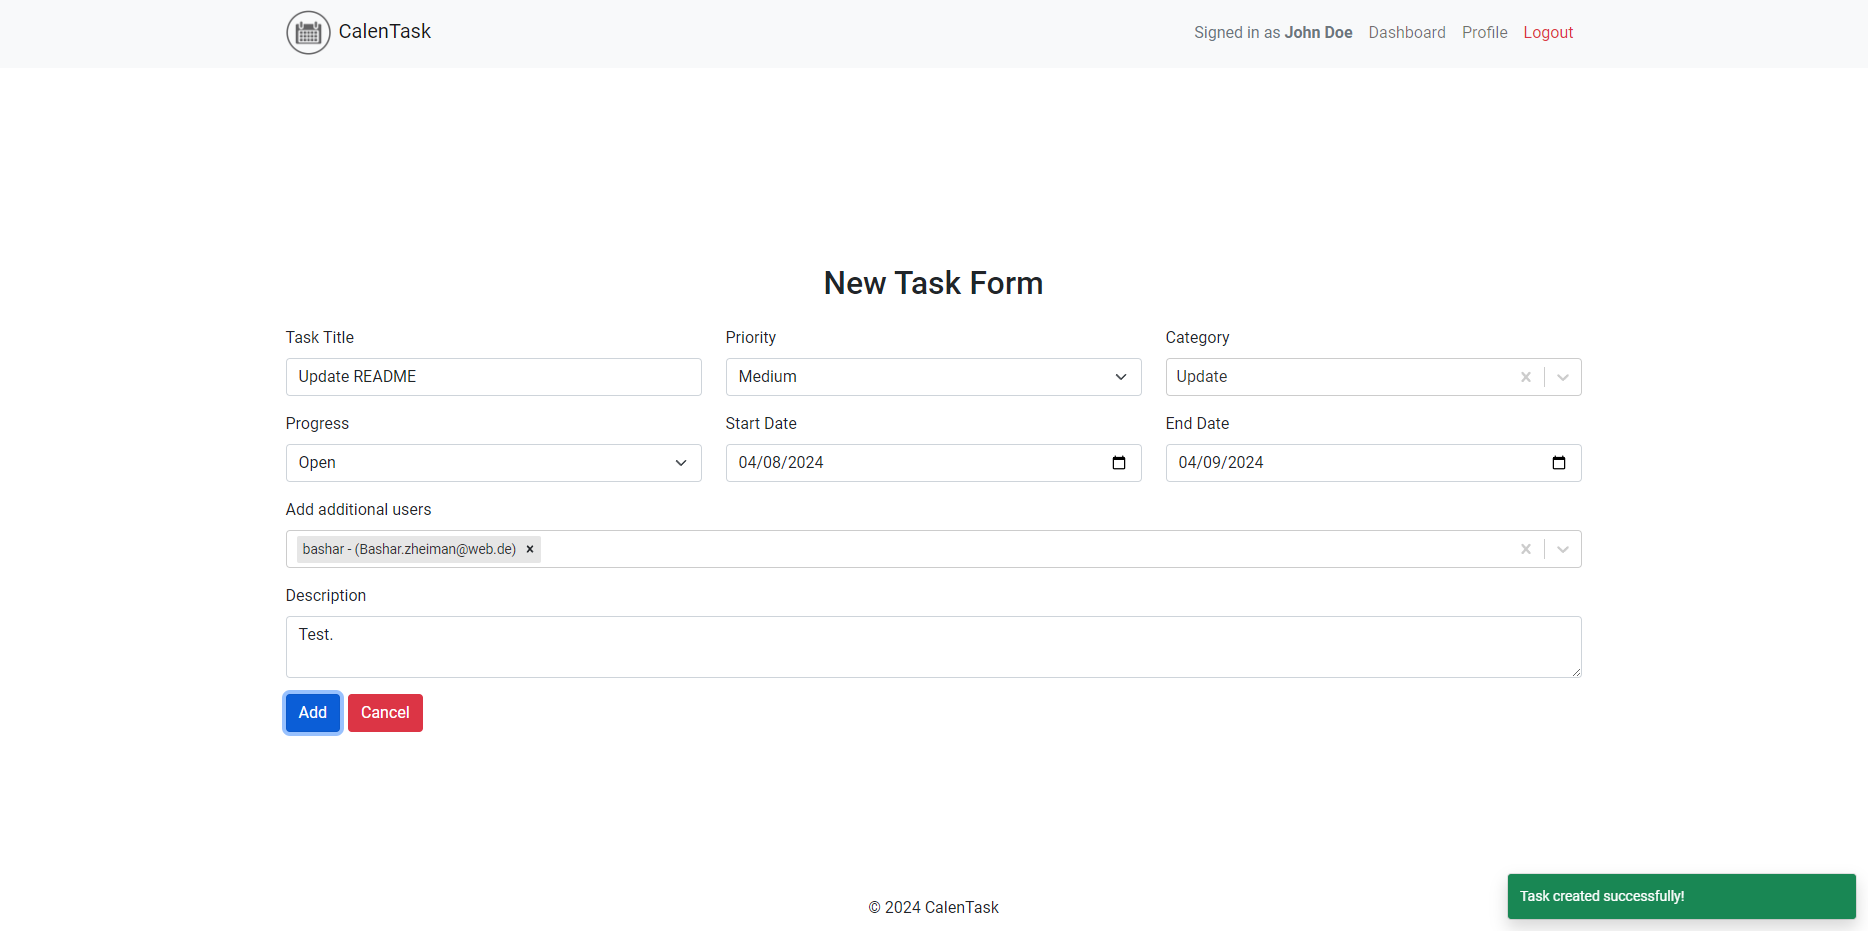 CalenTask
Signed in as John Doe Dashboard Profile Logout
New Task Form
Task Title Priority Category
Update README Medium Update
Progress Start Date End Date
Open 04/08/2024 04/09/2024
Add additional users
bashar - (Bashar.zheiman@web.de) ×
Description
Test.
Add Cancel
© 2024 CalenTask
Task created successfully!